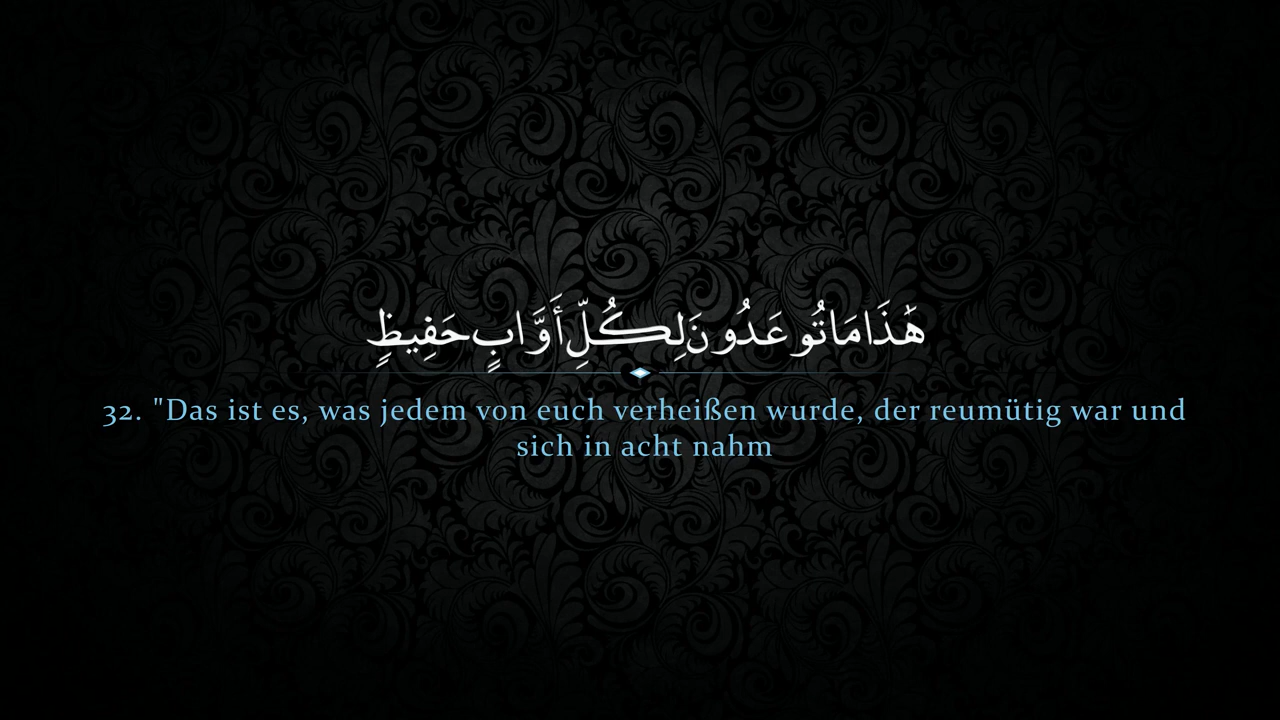 هَٰذَا مَا تُوعَدُونَ لِكُلِّ أَوَّابٍ حَفِيظٍ
32. "Das ist es, was jedem von euch verheißen wurde, der reumütig war und
sich in acht nahm